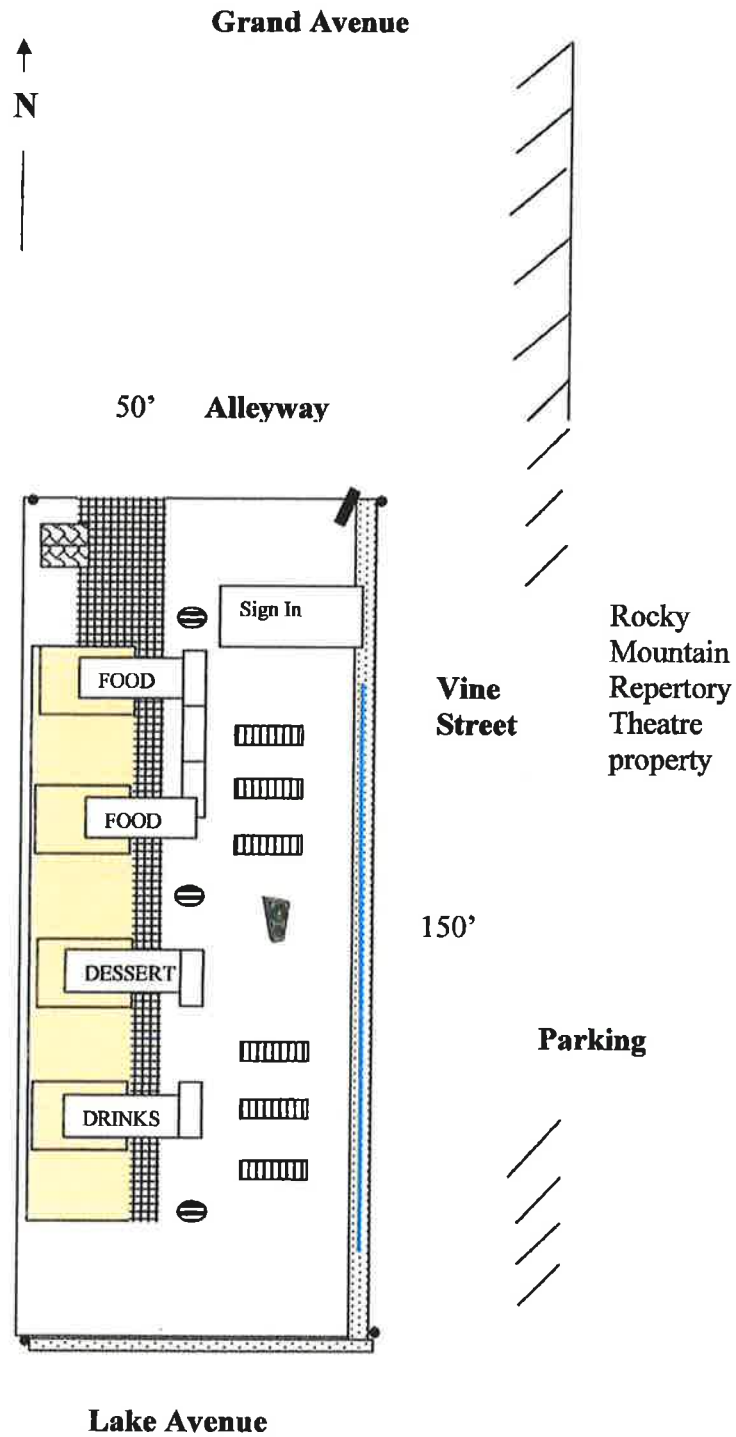 Grand Avenue
N
50’ Alleyway
Sign In
FOOD
Vine
Street
Rocky
Mountain
Repertory
Theatre
property
FOOD
150’
DESSERT
Parking
DRINKS
Lake Avenue